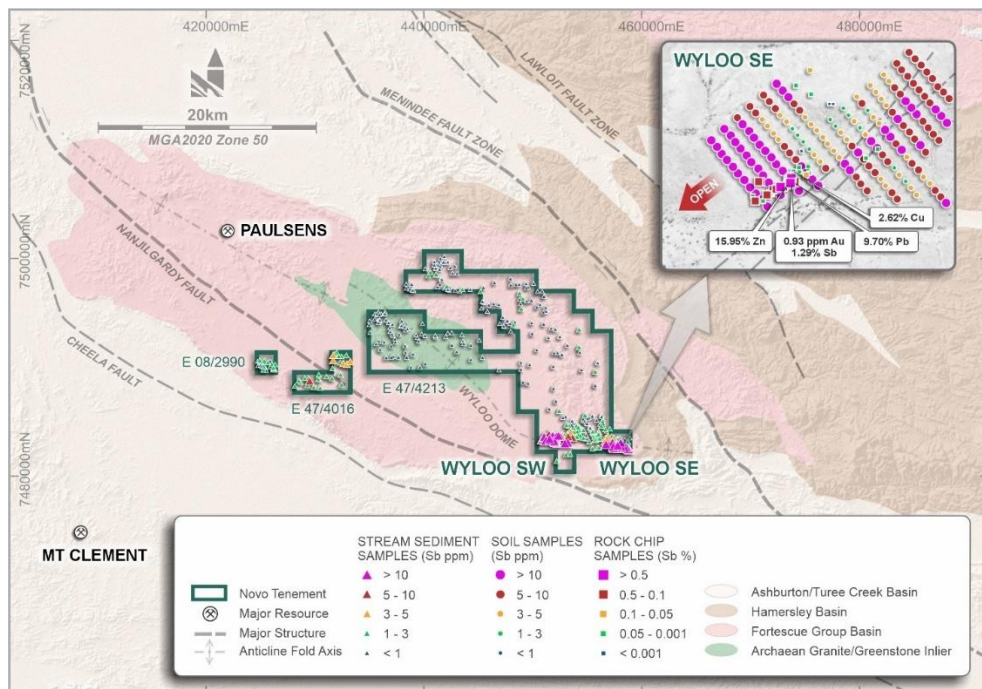 420000mE
440000mE
460000mE
480000mE
7520000mN
7500000mN
7480000mN
20km
MGA2020 Zone 50
MENINDEE FAULT ZONE
LAWLOIT FAULT ZONE
WYLOO SE
OPEN
2.62% Cu
15.95% Zn
0.93 ppm Au
1.29% Sb
9.70% Pb
PAULSENS
NANJILGARDY FAULT
CHEELA FAULT
E 08/2990
E 47/4016
E 47/4213
WYLOO DOME
WYLOO SW
WYLOO SE
MT CLEMENT
Novo Tenement
Major Resource
Major Structure
Anticline Fold Axis
STREAM SEDIMENT
SAMPLES (Sb ppm)
> 10
5 - 10
3 - 5
1 - 3
< 1
SOIL SAMPLES
(Sb ppm)
> 10
5 - 10
3 - 5
1 - 3
< 1
ROCK CHIP
SAMPLES (Sb %)
> 0.5
0.5 - 0.1
0.1 - 0.05
0.05 - 0.001
< 0.001
Ashburton/Turee Creek Basin
Hamersley Basin
Fortescue Group Basin
Archaean Granite/Greenstone Inlier